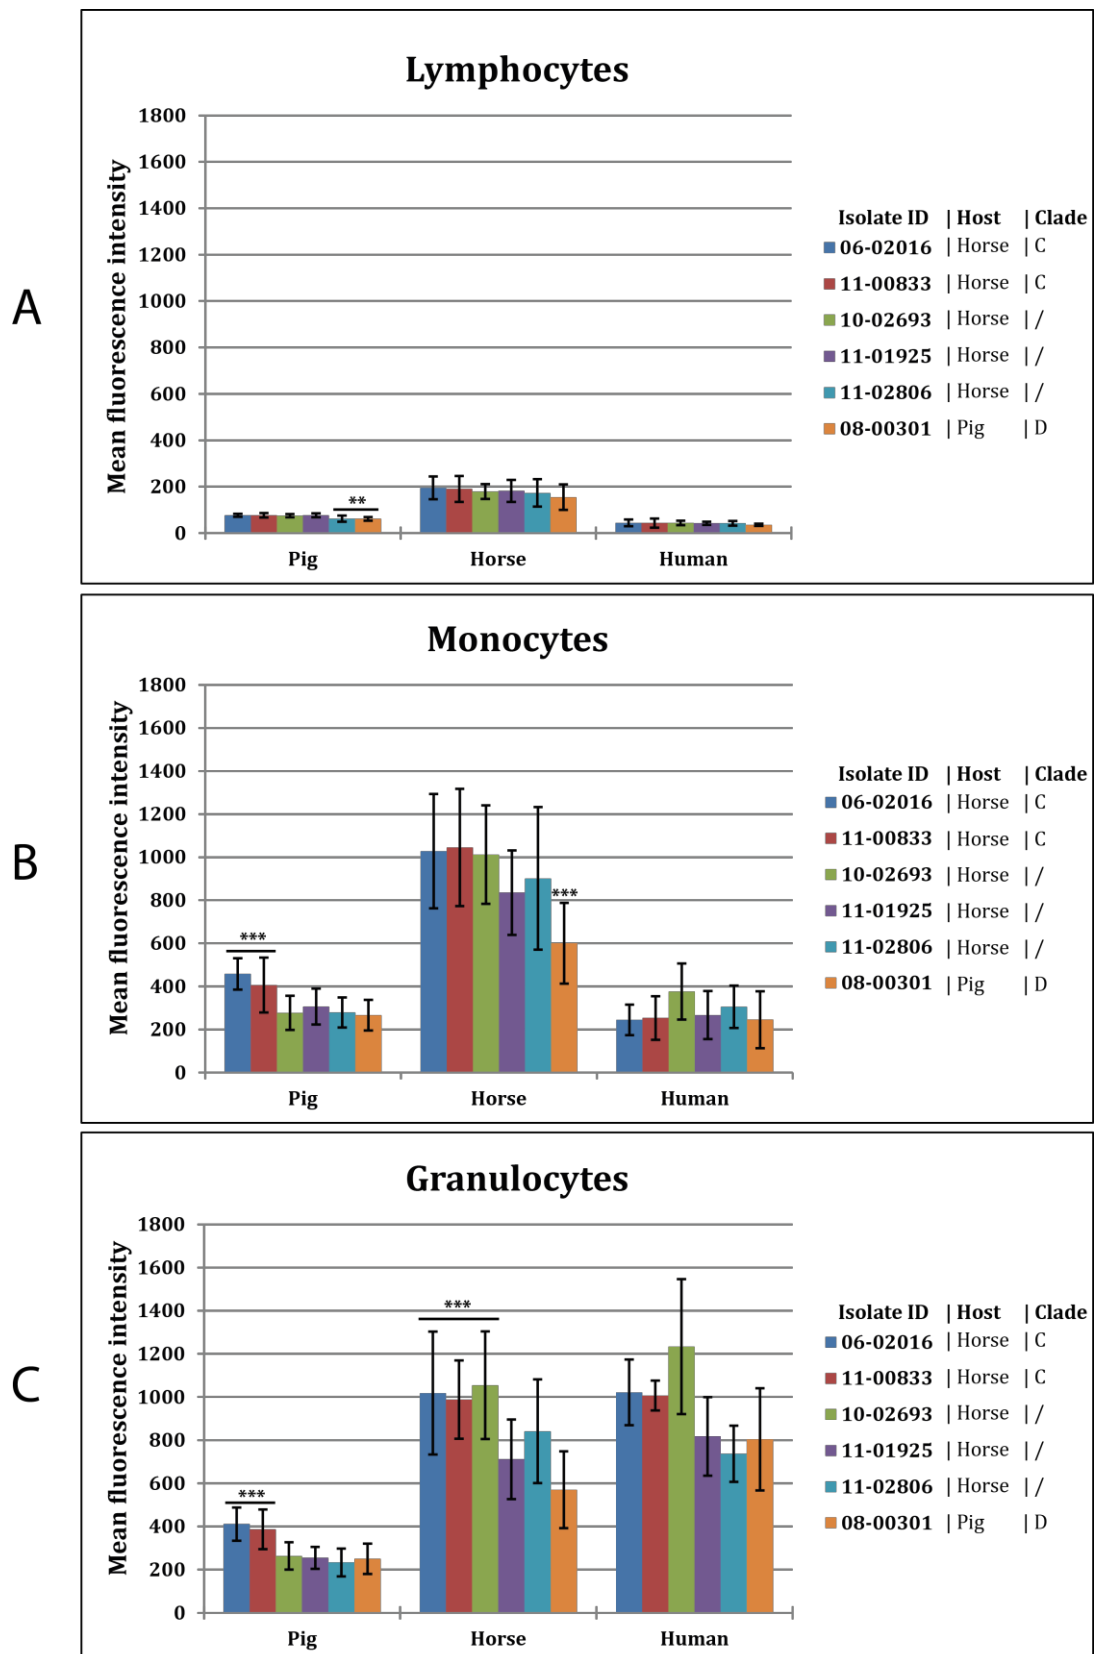 A
Lymphocytes
Mean fluorescence intensity
1800
1600
1400
1200
1000
800
600
400
200
0
**
Pig Horse Human
Isolate ID | Host | Clade
06-02016 | Horse | C
11-00833 | Horse | C
10-02693 | Horse | /
11-01925 | Horse | /
11-02806 | Horse | /
08-00301 | Pig | D
B
Monocytes
Mean fluorescence intensity
1800
1600
1400
1200
1000
800
600
400
200
0
***
***
Pig Horse Human
Isolate ID | Host | Clade
06-02016 | Horse | C
11-00833 | Horse | C
10-02693 | Horse | /
11-01925 | Horse | /
11-02806 | Horse | /
08-00301 | Pig | D
C
Granulocytes
Mean fluorescence intensity
1800
1600
1400
1200
1000
800
600
400
200
0
***
***
Pig Horse Human
Isolate ID | Host | Clade
06-02016 | Horse | C
11-00833 | Horse | C
10-02693 | Horse | /
11-01925 | Horse | /
11-02806 | Horse | /
08-00301 | Pig | D